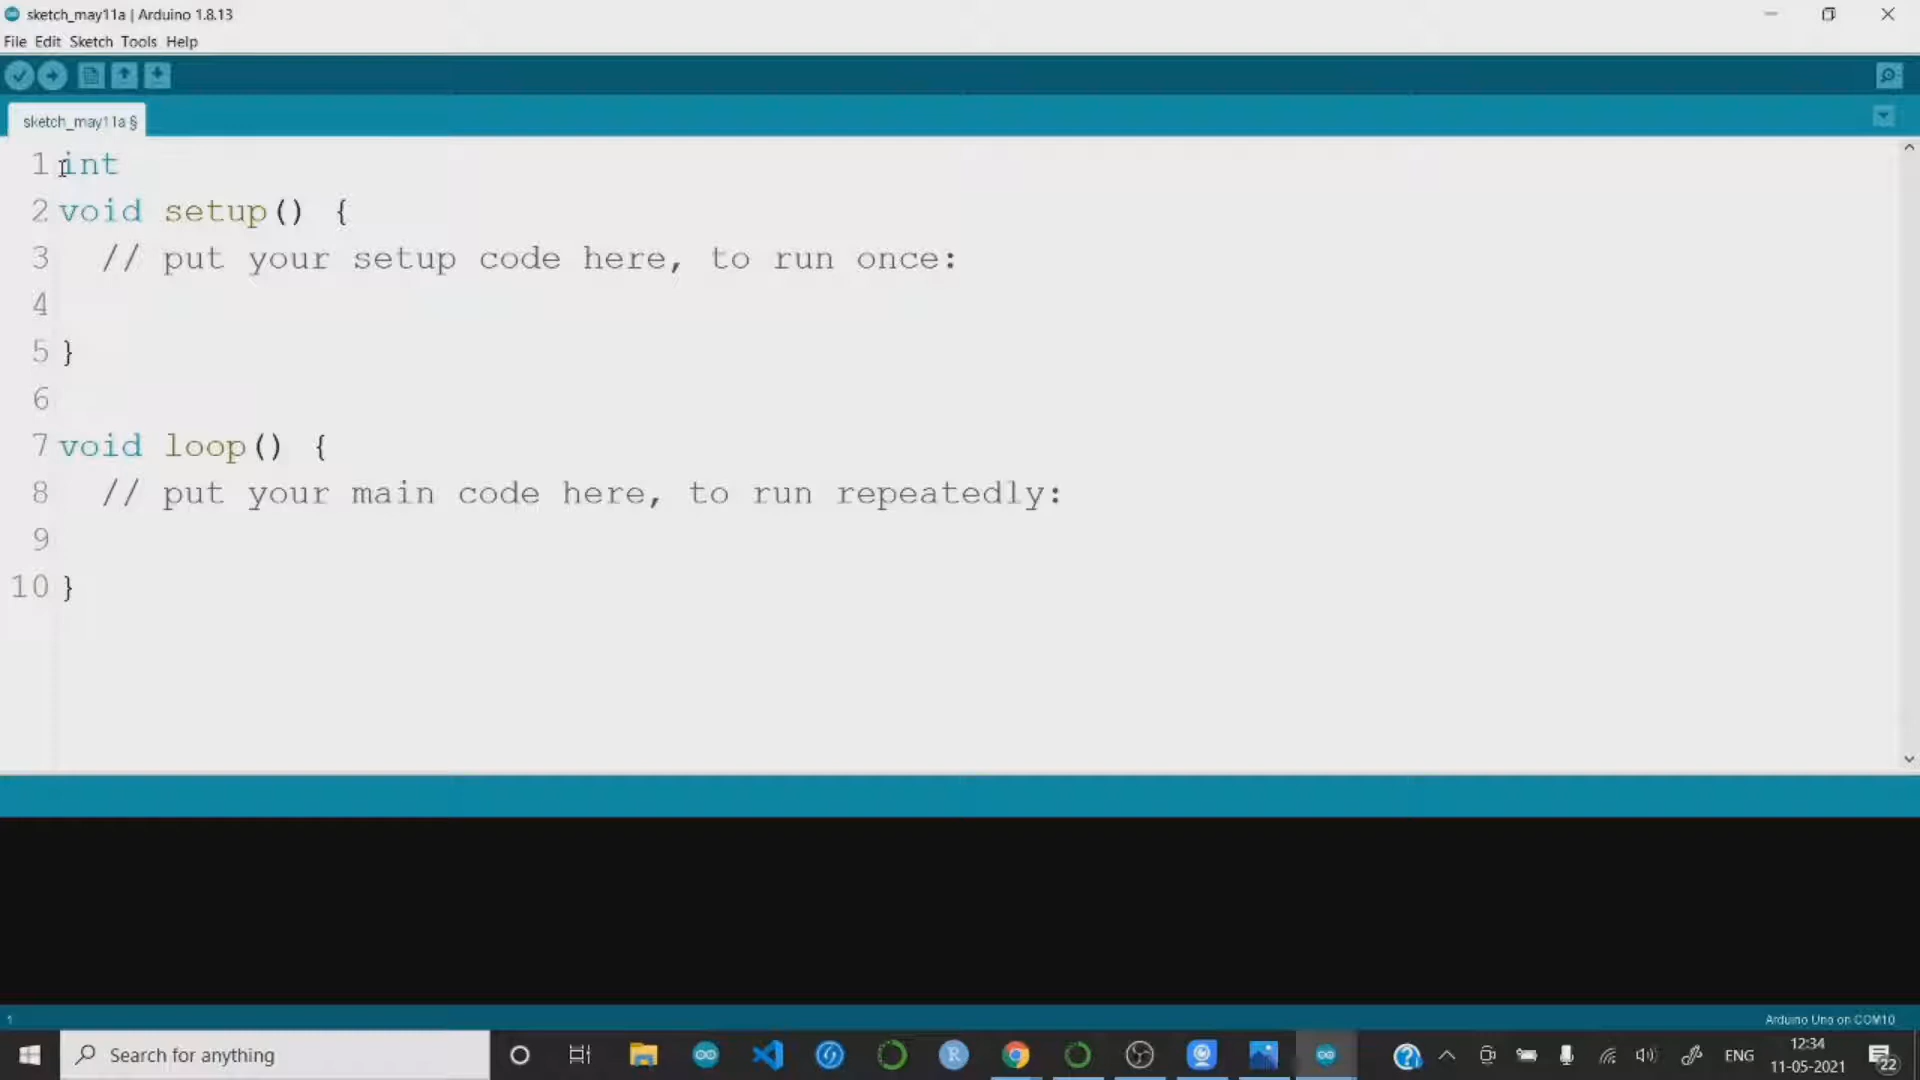 sketch_may11a | Arduino 1.8.13
File Edit Sketch Tools Help
sketch_may11a §
1 int
2 void setup() {
3   // put your setup code here, to run once:
4
5 }
6
7 void loop() {
8   // put your main code here, to run repeatedly:
9
10 }
1
Arduino Uno on COM10
Search for anything
R
ENG
12:34
11-05-2021
22